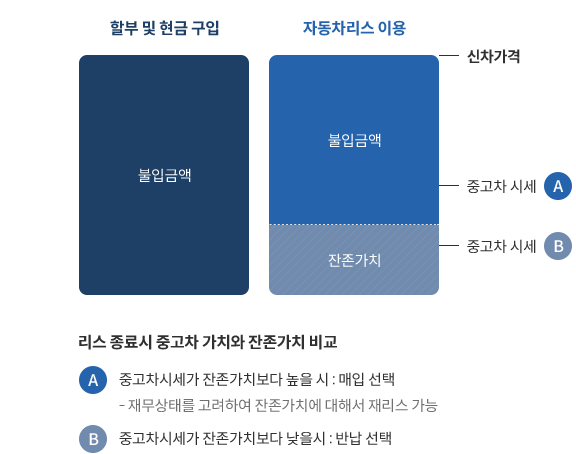 할부 및 현금 구입
자동차리스 이용
신차가격
불입금액
불입금액
중고차 시세 A
중고차 시세 B
잔존가치
리스 종료시 중고차 가치와 잔존가치 비교
A 중고차시세가 잔존가치보다 높을 시 : 매입 선택
- 재무상태를 고려하여 잔존가치에 대해서 재리스 가능
B 중고차시세가 잔존가치보다 낮을시 : 반납 선택